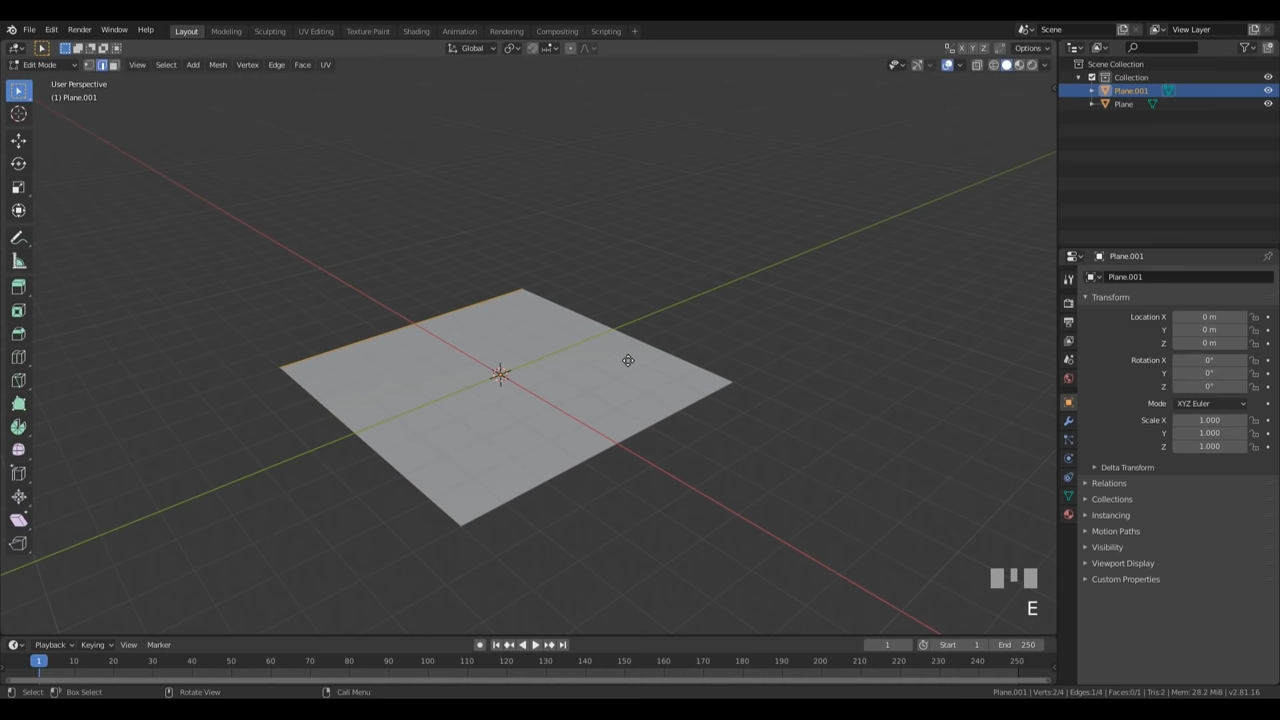 File Edit Render Window Help Layout Modeling Sculpting UV Editing Texture Paint Shading Animation Rendering Compositing Scripting + Scene View Layer
Global X Y Z Options
Edit Mode View Select Add Mesh Vertex Edge Face UV
User Perspective
(1) Plane.001
Scene Collection
Collection
Plane.001
Plane
Plane.001
Plane.001
Transform
Location X 0 m
Y 0 m
Z 0 m
Rotation X 0°
Y 0°
Z 0°
Mode XYZ Euler
Scale X 1.000
Y 1.000
Z 1.000
Delta Transform
Relations
Collections
Instancing
Motion Paths
Visibility
Viewport Display
Custom Properties
E
Playback Keying View Marker 1 Start 1 End 250
1 10 20 30 40 50 60 70 80 90 100 110 120 130 140 150 160 170 180 190 200 210 220 230 240 250
Select Box Select Rotate View Call Menu Plane.001 | Verts:2/4 | Edges:1/4 | Faces:0/1 | Tris:2 | Mem: 28.2 MiB | v2.81.16